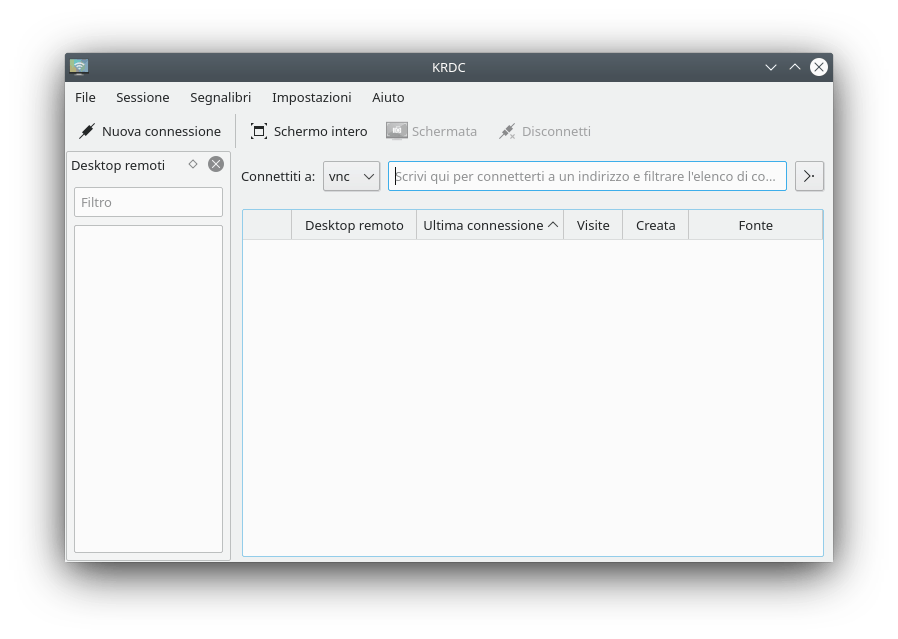 KRDC
File Sessione Segnalibri Impostazioni Aiuto
Nuova connessione Schermo intero Schermata Disconnetti
Desktop remoti
Filtro
Connettiti a: vnc Scrivi qui per connetterti a un indirizzo e filtrare l'elenco di co...
Desktop remoto Ultima connessione Visite Creata Fonte